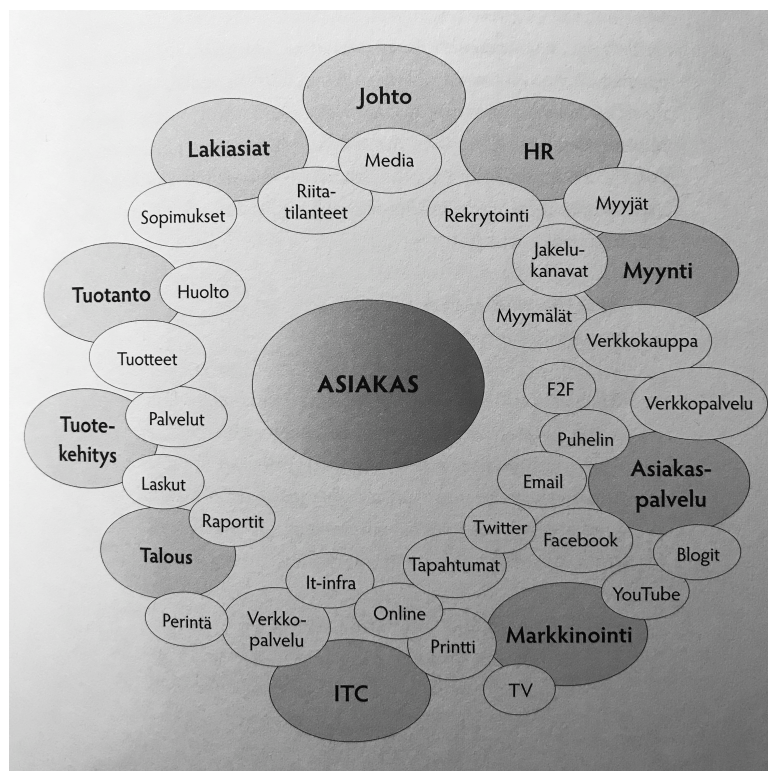 Johto
Media
Lakiasiat
Riita-
tilanteet
Sopimukset
HR
Rekrytointi
Myyjät
Jakelu-
kanavat
Myynti
Myymälät
Verkkokauppa
Tuotanto
Huolto
Tuotteet
ASIAKAS
F2F
Verkkopalvelu
Puhelin
Tuote-
kehitys
Palvelut
Asiakas-
palvelu
Email
Laskut
Raportit
Talous
Twitter
Facebook
Blogit
Tapahtumat
YouTube
It-infra
Online
Perintä
Verkko-
palvelu
Printti
Markkinointi
ITC
TV